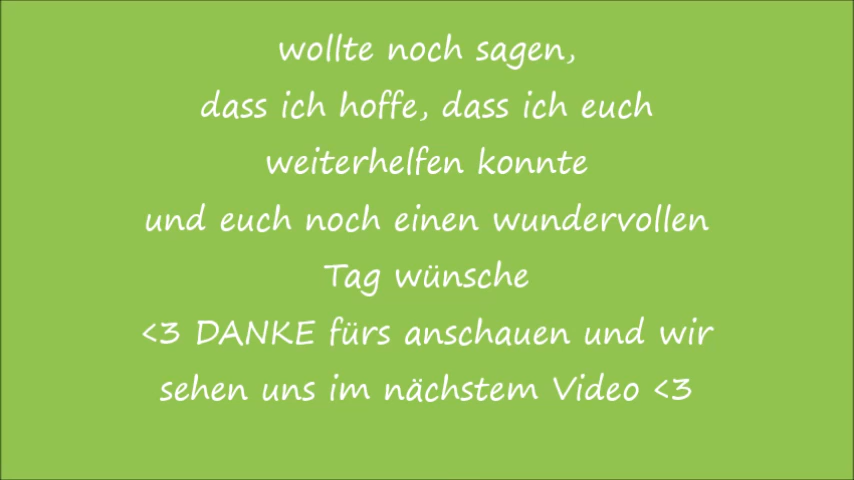 wollte noch sagen,
dass ich hoffe, dass ich euch
weiterhelfen konnte
und euch noch einen wundervollen
Tag wünsche
<3 DANKE fürs anschauen und wir
sehen uns im nächstem Video <3